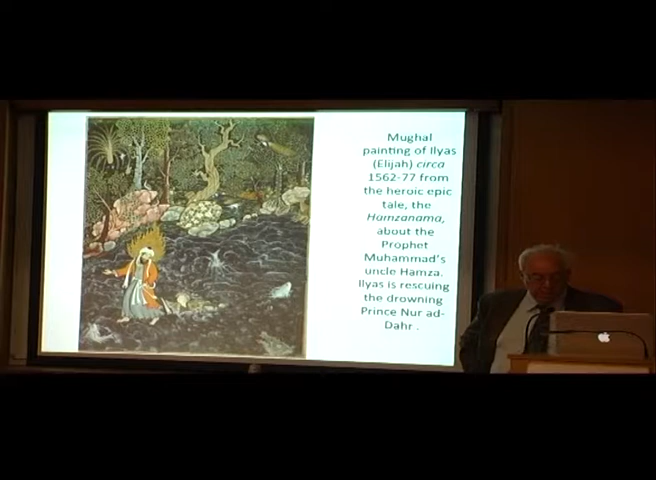 Mughal
painting of Ilyas
(Elijah) circa
1562-77 from
the heroic epic
tale, the
Hamzanama,
about the
Prophet
Muhammad's
uncle Hamza.
Ilyas is rescuing
the drowning
Prince Nur ad-
Dahr .